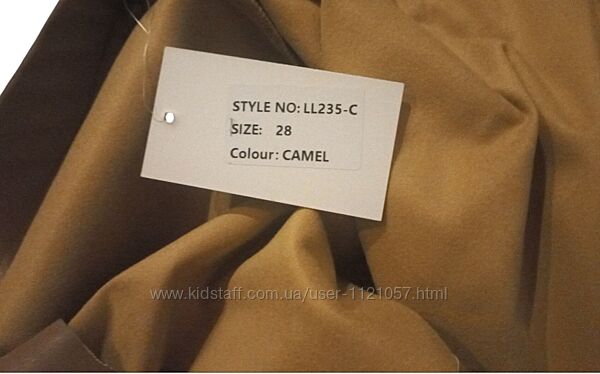 STYLE NO: LL235-C
SIZE: 28
Colour: CAMEL
www.kidstaff.com.ua/user-1121057.html